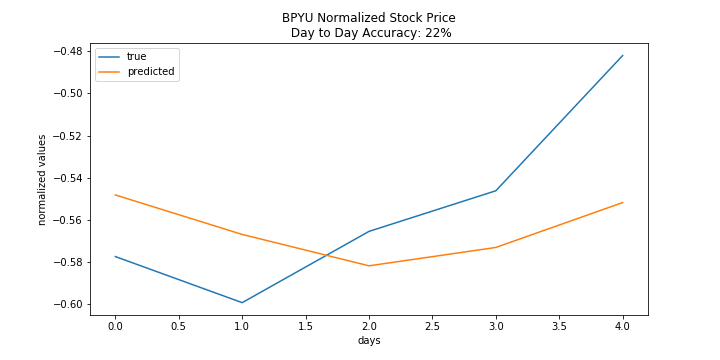 BPYU Normalized Stock Price
Day to Day Accuracy: 22%
true
predicted
normalized values
−0.48
−0.50
−0.52
−0.54
−0.56
−0.58
−0.60
0.0 0.5 1.0 1.5 2.0 2.5 3.0 3.5 4.0
days